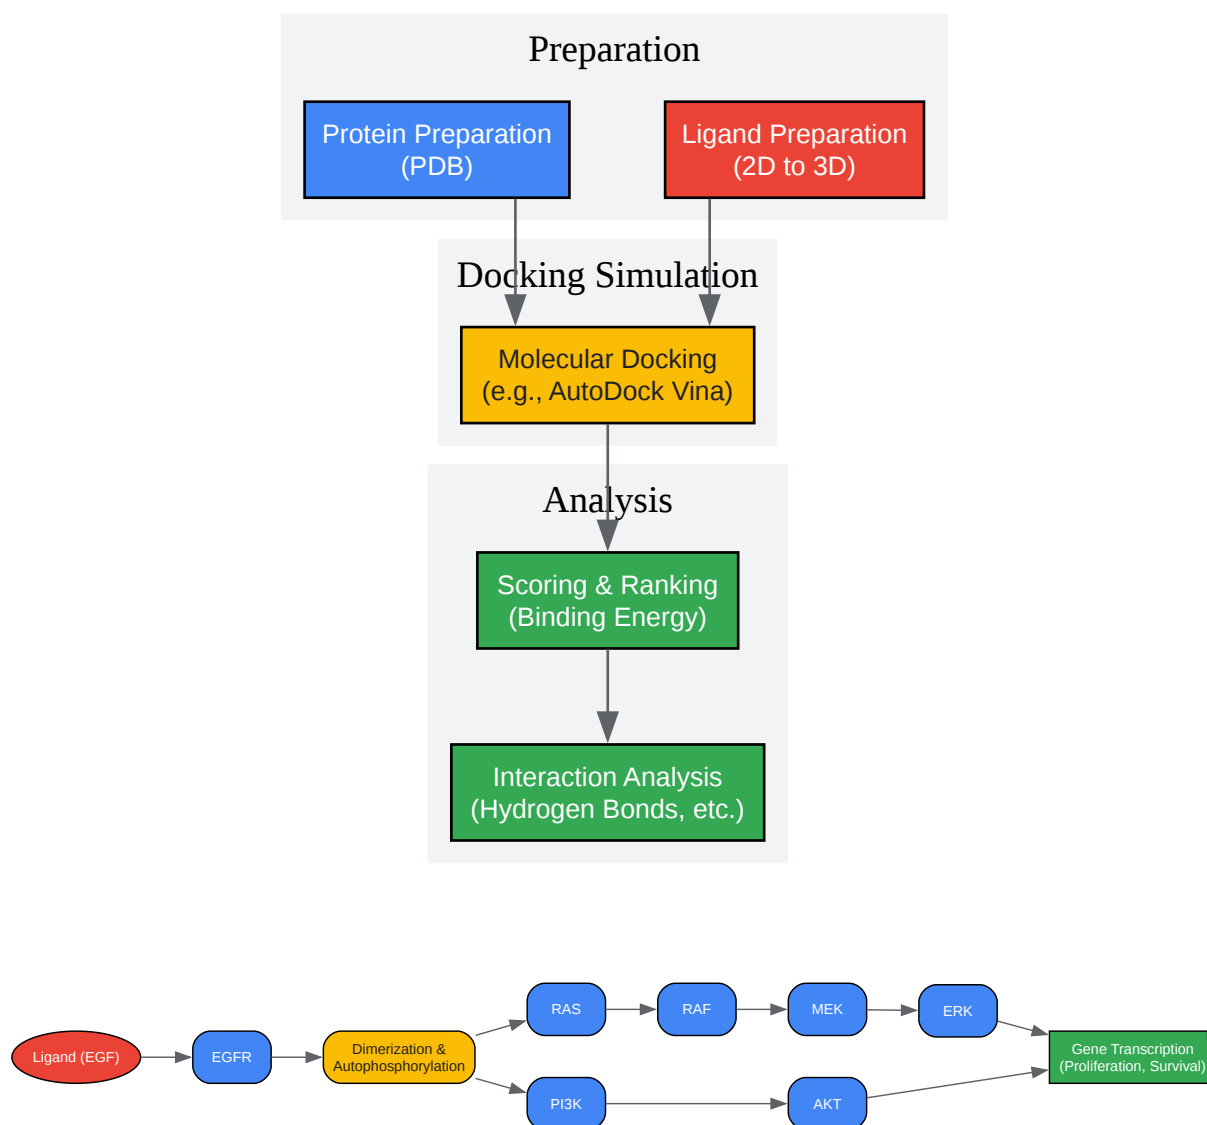 Preparation
Protein Preparation
(PDB)
Ligand Preparation
(2D to 3D)
Docking Simulation
Molecular Docking
(e.g., AutoDock Vina)
Analysis
Scoring & Ranking
(Binding Energy)
Interaction Analysis
(Hydrogen Bonds, etc.)
Ligand (EGF)
EGFR
Dimerization &
Autophosphorylation
RAS
RAF
MEK
ERK
PI3K
AKT
Gene Transcription
(Proliferation, Survival)